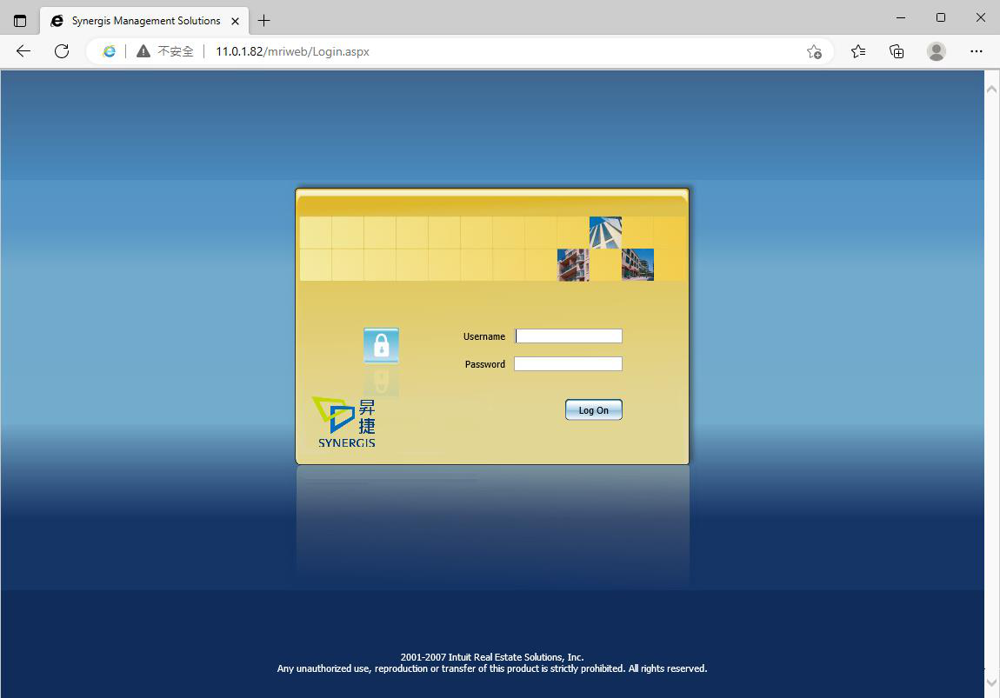 Synergis Management Solutions
不安全
11.0.1.82/mriweb/Login.aspx
Username
Password
昇
捷
SYNERGIS
Log On
2001-2007 Intuit Real Estate Solutions, Inc.
Any unauthorized use, reproduction or transfer of this product is strictly prohibited. All rights reserved.